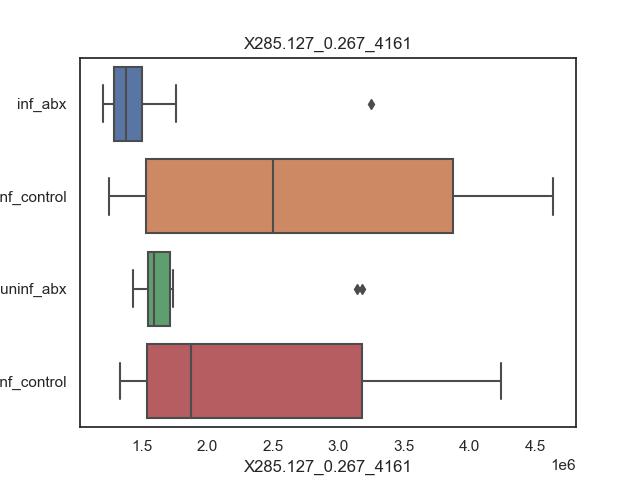 X285.127_0.267_4161
inf_abx
nf_control
uninf_abx
nf_control
1.5 2.0 2.5 3.0 3.5 4.0 4.5
X285.127_0.267_4161
1e6